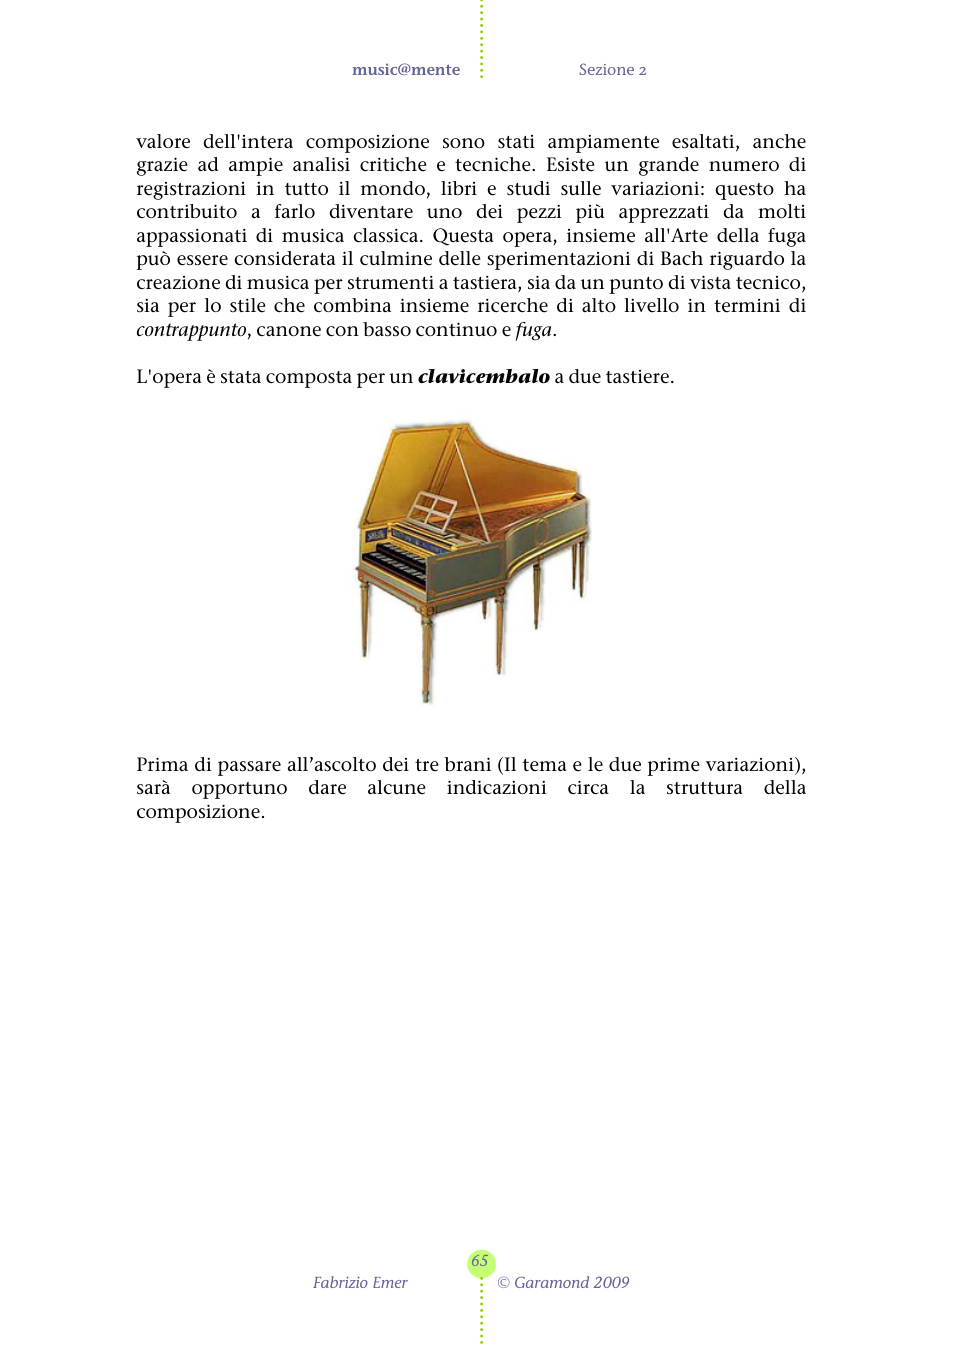 music@mente Sezione 2
valore dell'intera composizione sono stati ampiamente esaltati, anche
grazie ad ampie analisi critiche e tecniche. Esiste un grande numero di
registrazioni in tutto il mondo, libri e studi sulle variazioni: questo ha
contribuito a farlo diventare uno dei pezzi più apprezzati da molti
appassionati di musica classica. Questa opera, insieme all'Arte della fuga
può essere considerata il culmine delle sperimentazioni di Bach riguardo la
creazione di musica per strumenti a tastiera, sia da un punto di vista tecnico,
sia per lo stile che combina insieme ricerche di alto livello in termini di
contrappunto, canone con basso continuo e fuga.
L'opera è stata composta per un clavicembalo a due tastiere.
Prima di passare all’ascolto dei tre brani (Il tema e le due prime variazioni),
sarà opportuno dare alcune indicazioni circa la struttura della
composizione.
65
Fabrizio Emer © Garamond 2009